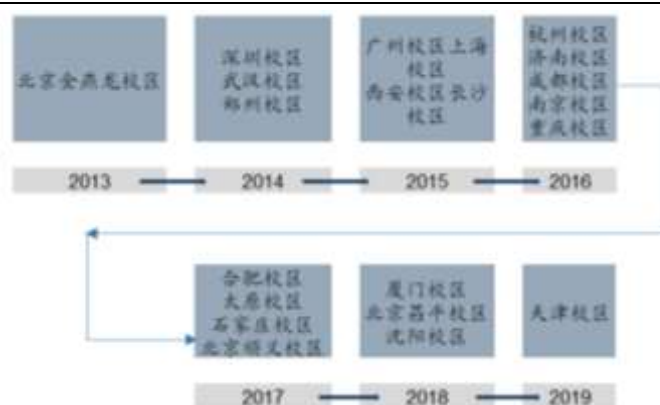 北京金燕龙校区
深圳校区
武汉校区
郑州校区
广州校区上海
校区
西安校区长沙
校区
杭州校区
济南校区
成都校区
南京校区
重庆校区
2013
2014
2015
2016
合肥校区
太原校区
石家庄校区
北京顺义校区
厦门校区
北京昌平校区
沈阳校区
天津校区
2017
2018
2019